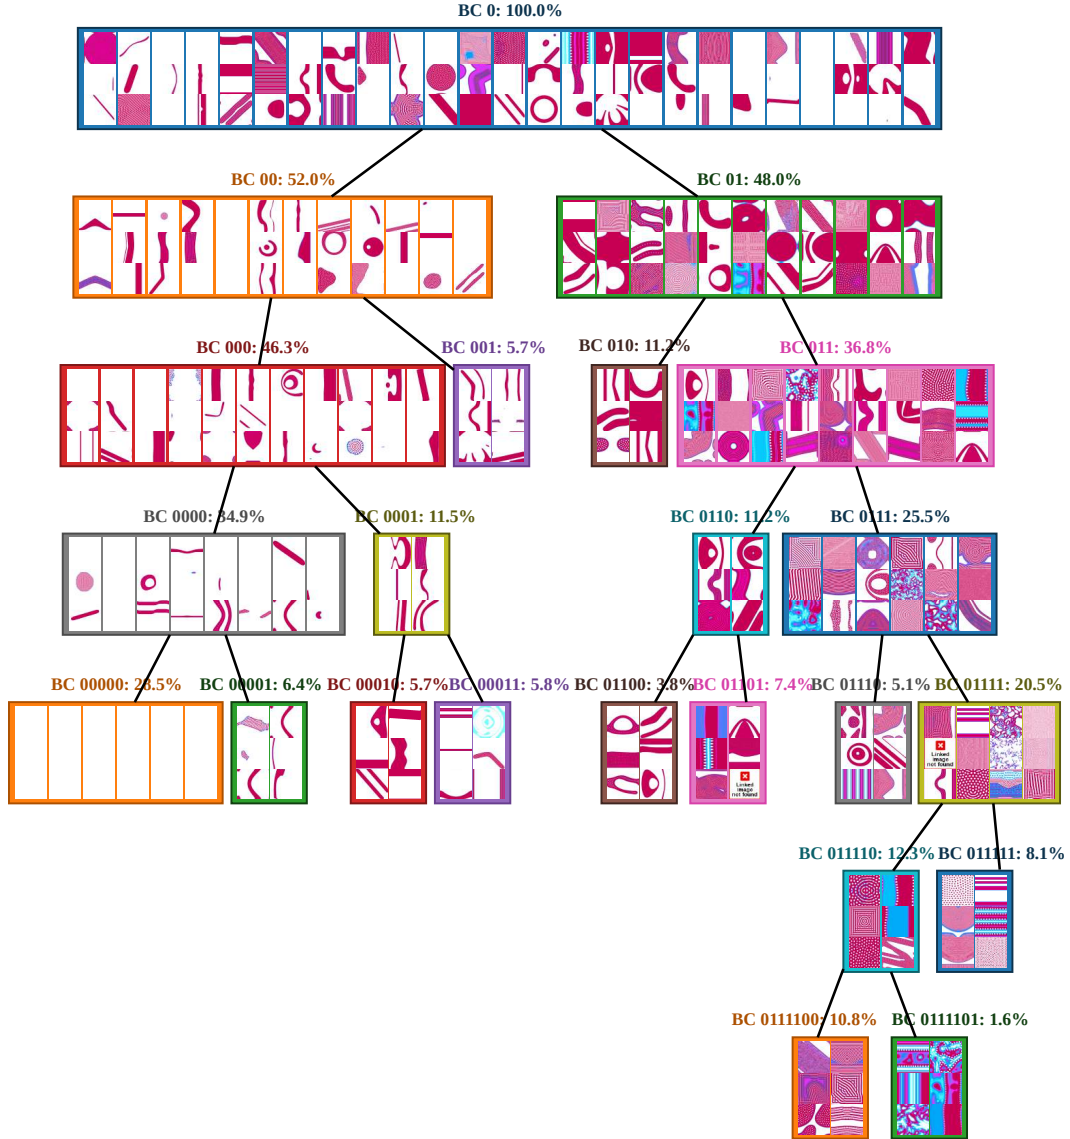 BC 0: 100.0%
BC 00: 52.0%
BC 01: 48.0%
BC 000: 46.3%
BC 001: 5.7%
BC 010: 11.2%
BC 011: 36.8%
BC 0000: 34.9%
BC 0001: 11.5%
BC 0110: 11.2%
BC 0111: 25.5%
BC 00000: 28.5%
BC 00001: 6.4%
BC 00010: 5.7%
BC 00011: 5.8%
BC 01100: 3.8%
BC 01101: 7.4%
BC 01110: 5.1%
BC 01111: 20.5%
Linked
image
not found
Linked
image
not found
BC 011110: 12.3%
BC 011111: 8.1%
BC 0111100: 10.8%
BC 0111101: 1.6%